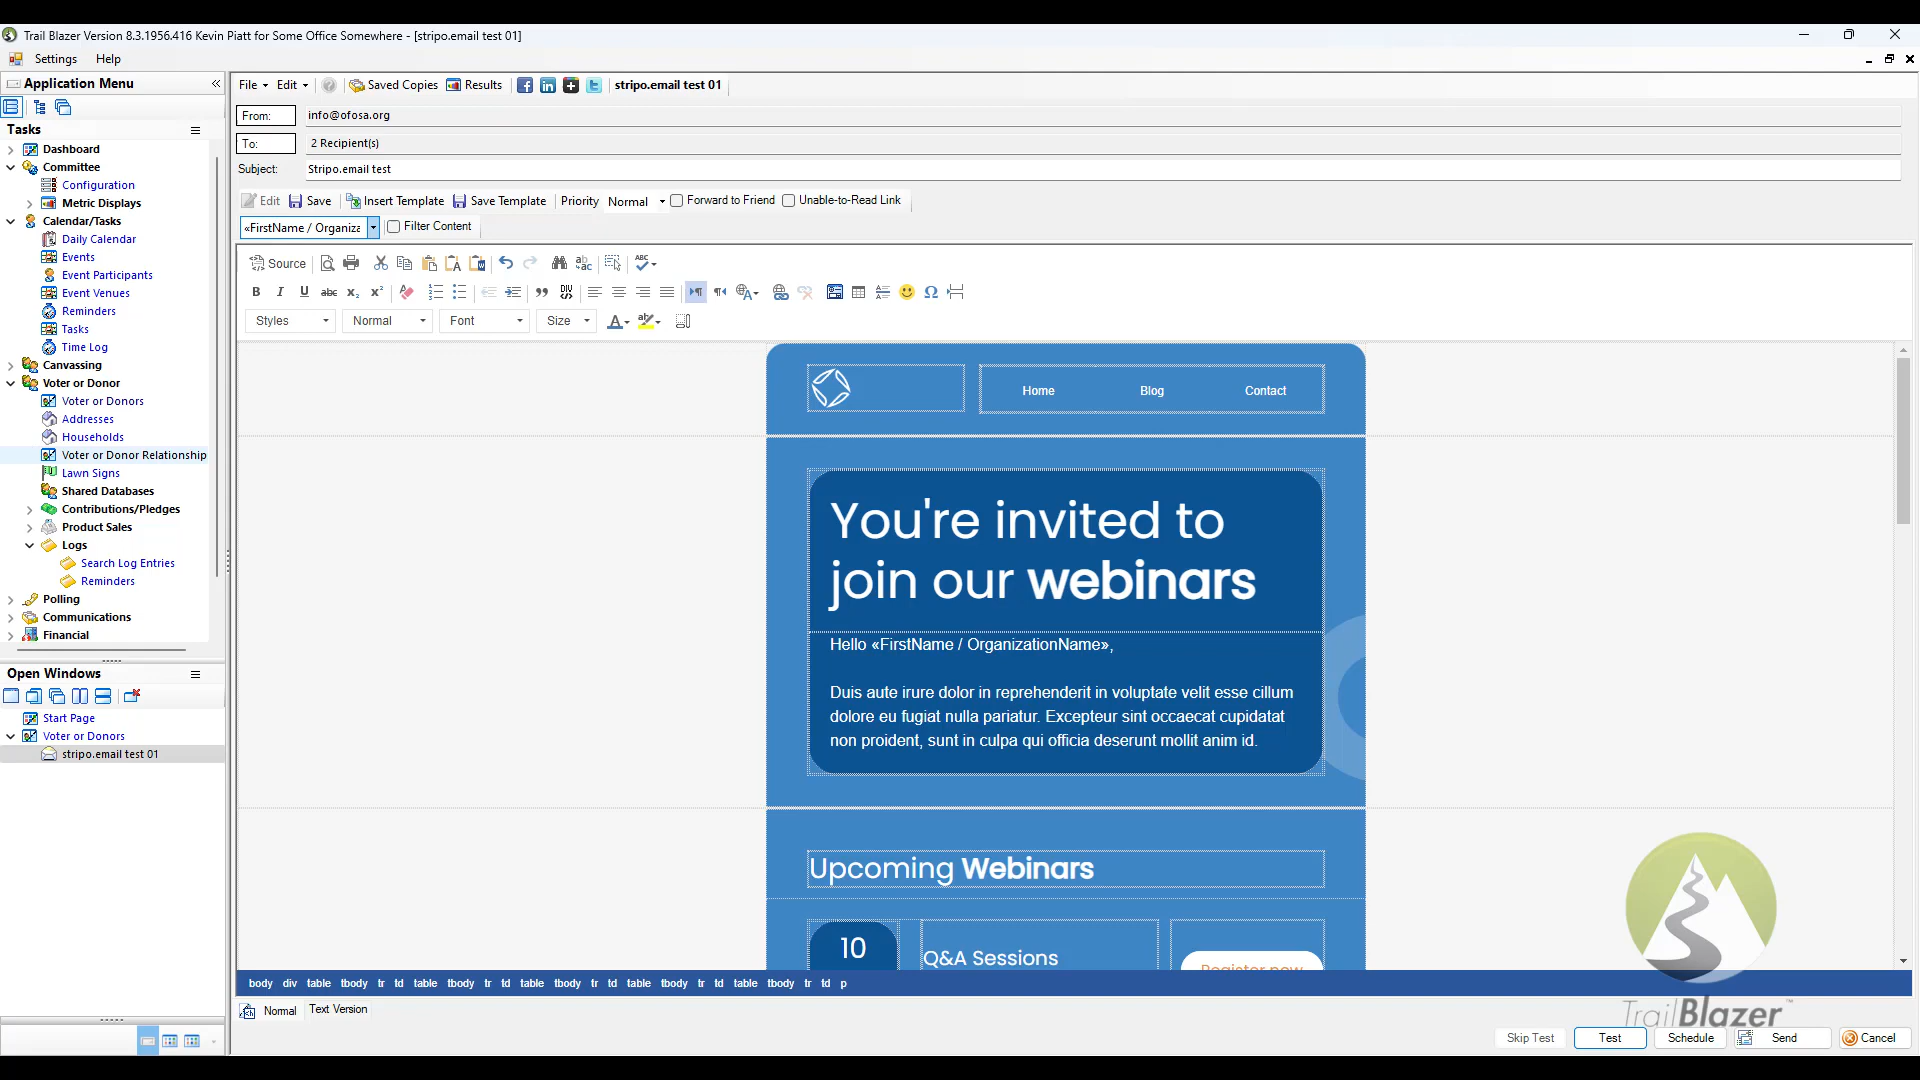 Trail Blazer Version 8.3.1956.416 Kevin Piatt for Some Office Somewhere - [stripo.email test 01]
Settings Help
Application Menu
File Edit Saved Copies Results stripo.email test 01
From: info@ofosa.org
To: 2 Recipient(s)
Subject: Stripo.email test
Edit Save Insert Template Save Template Priority Normal Forward to Friend Unable-to-Read Link
«FirstName / Organiza Filter Content
Tasks
Dashboard
Committee
Configuration
Metric Displays
Calendar/Tasks
Daily Calendar
Events
Event Participants
Event Venues
Reminders
Tasks
Time Log
Canvassing
Voter or Donor
Voter or Donors
Addresses
Households
Voter or Donor Relationship
Lawn Signs
Shared Databases
Contributions/Pledges
Product Sales
Logs
Search Log Entries
Reminders
Polling
Communications
Financial
Open Windows
Start Page
Voter or Donors
stripo.email test 01
Source
ABC
B I U abc x₂ x² DIV
Styles Normal Font Size A ab
Home Blog Contact
You're invited to
join our webinars
Hello «FirstName / OrganizationName»,
Duis aute irure dolor in reprehenderit in voluptate velit esse cillum
dolore eu fugiat nulla pariatur. Excepteur sint occaecat cupidatat
non proident, sunt in culpa qui officia deserunt mollit anim id.
Upcoming Webinars
10
Q&A Sessions
Register now
body div table tbody tr td table tbody tr td table tbody tr td table tbody tr td table tbody tr td p
Normal Text Version
TrailBlazer™
Skip Test Test Schedule Send Cancel